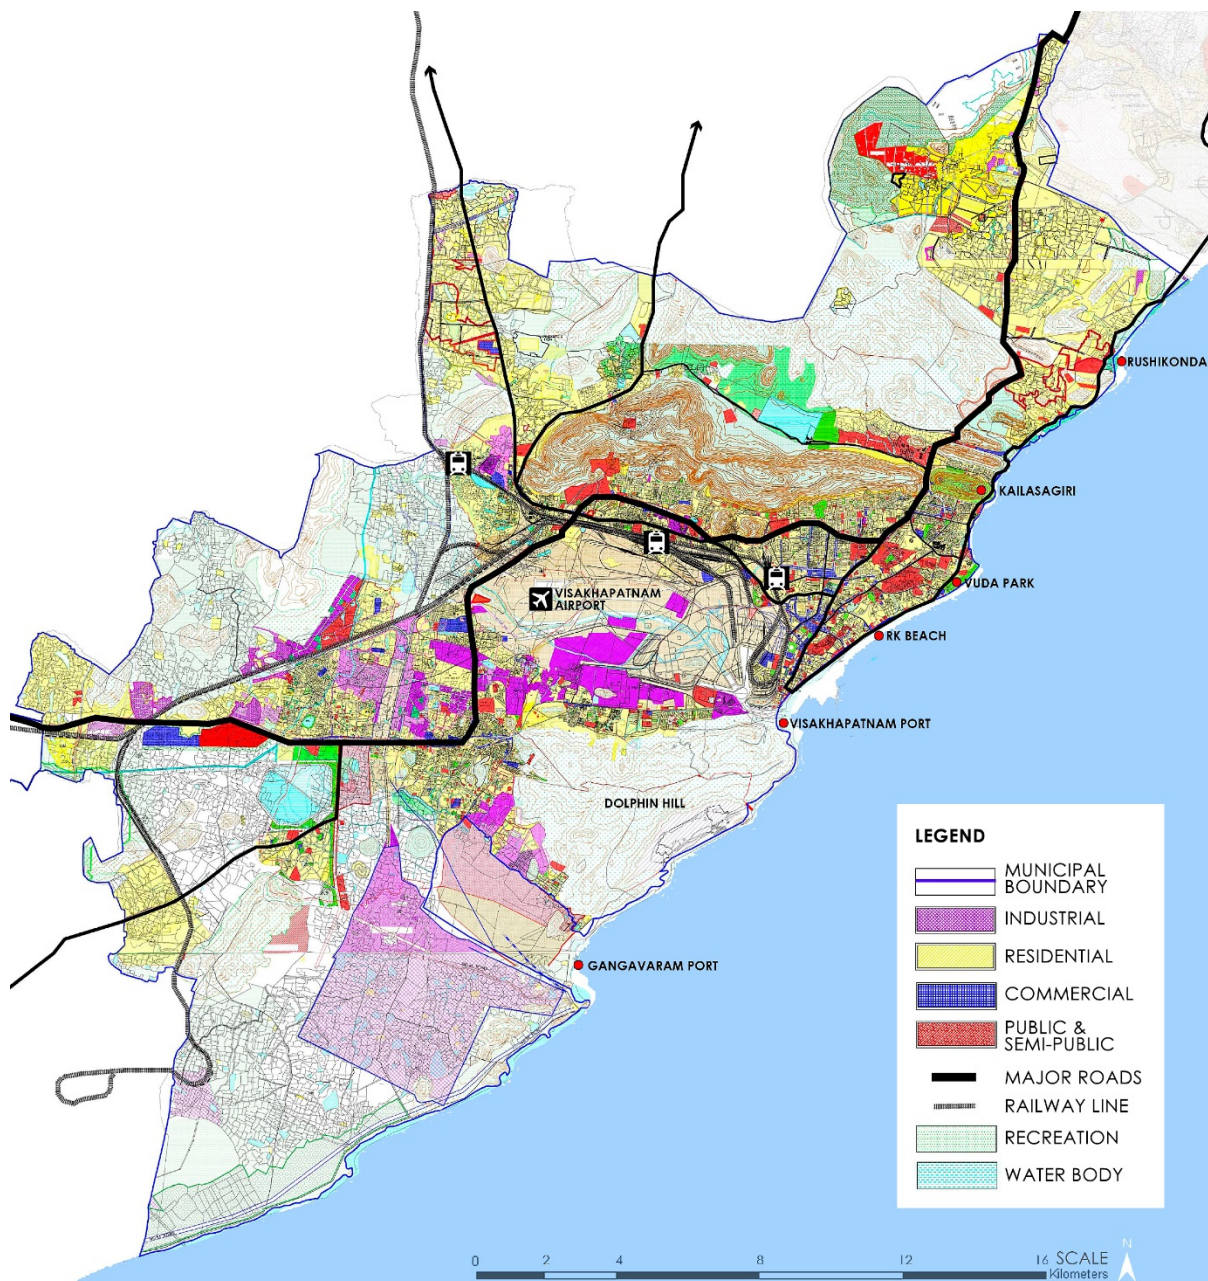 RUSHIKONDA
KAILASAGIRI
VISAKHAPATNAM
AIRPORT
VUDA PARK
RK BEACH
VISAKHAPATNAM PORT
DOLPHIN HILL
GANGAVARAM PORT
LEGEND
MUNICIPAL
BOUNDARY
INDUSTRIAL
RESIDENTIAL
COMMERCIAL
PUBLIC &
SEMI-PUBLIC
MAJOR ROADS
RAILWAY LINE
RECREATION
WATER BODY
N
0 2 4 8 12 16 SCALE
Kilometers